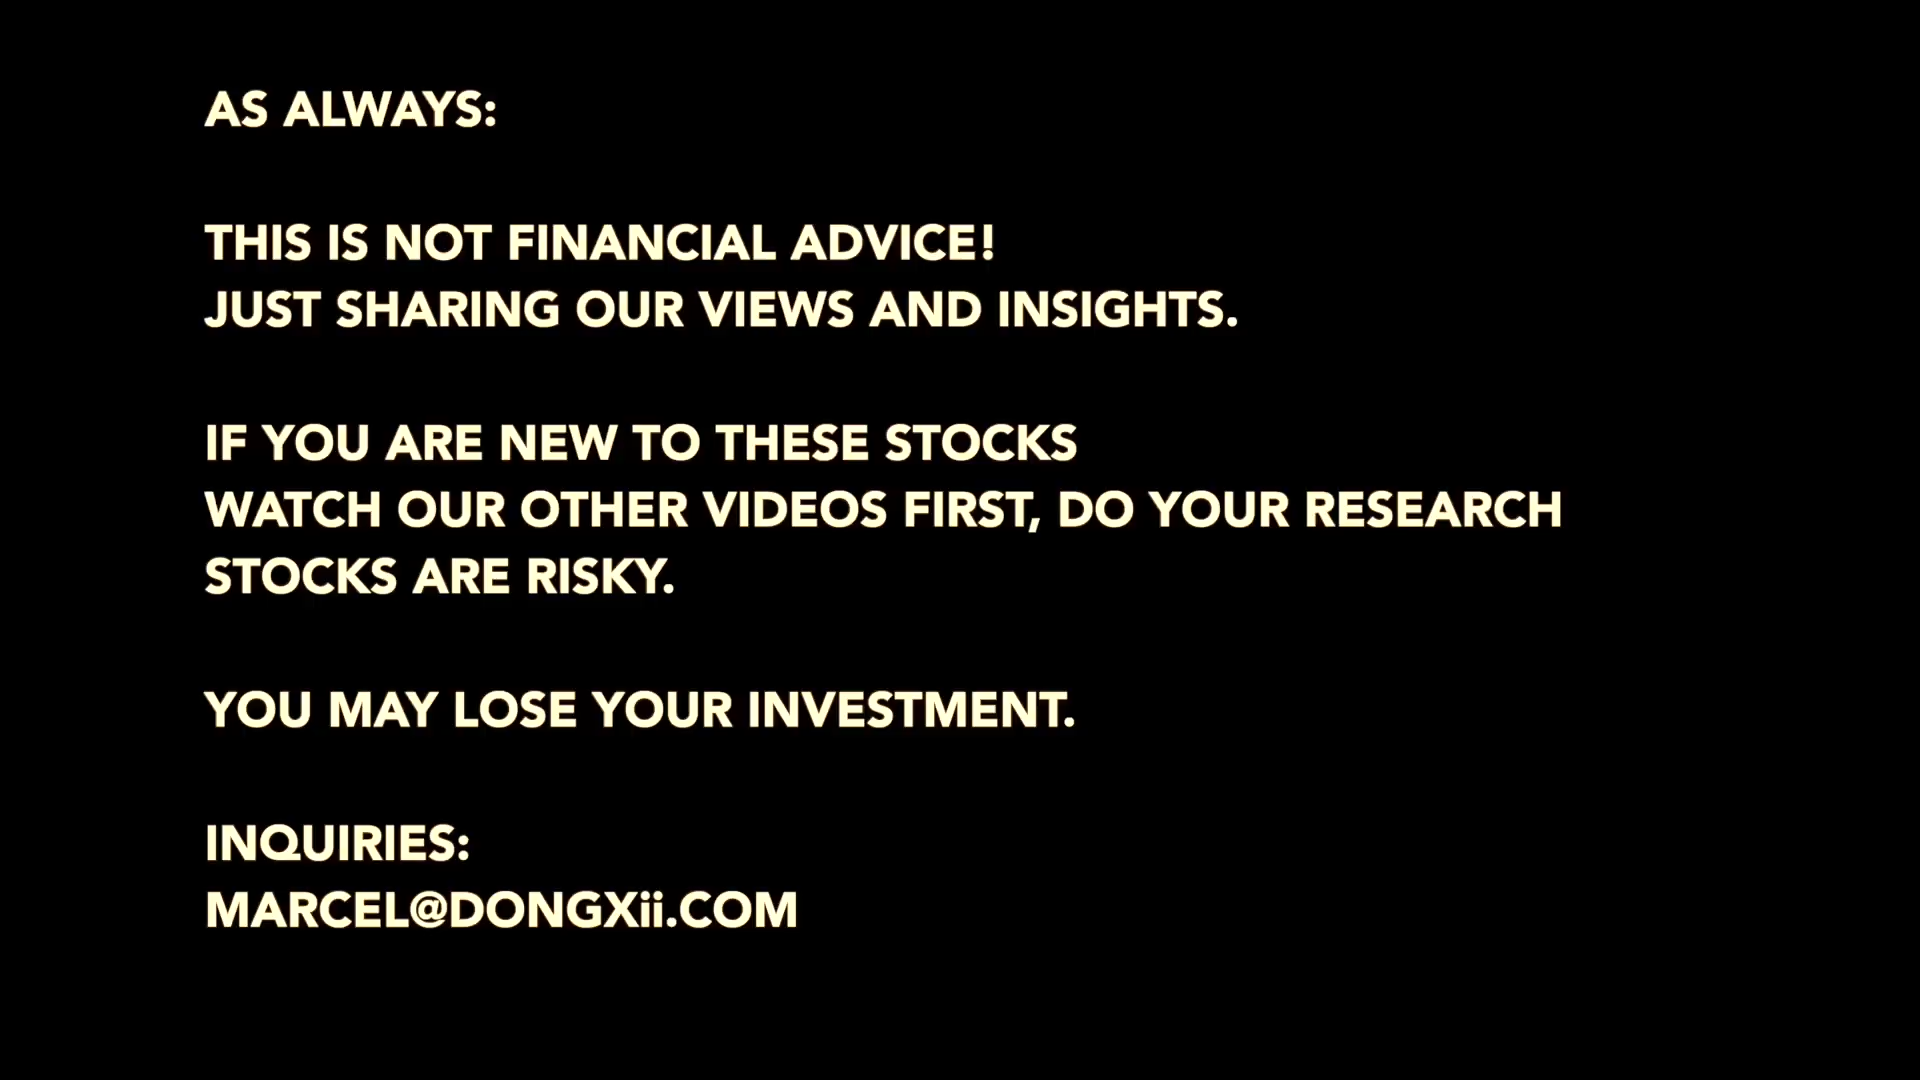 AS ALWAYS:
THIS IS NOT FINANCIAL ADVICE!
JUST SHARING OUR VIEWS AND INSIGHTS.
IF YOU ARE NEW TO THESE STOCKS
WATCH OUR OTHER VIDEOS FIRST, DO YOUR RESEARCH
STOCKS ARE RISKY.
YOU MAY LOSE YOUR INVESTMENT.
INQUIRIES:
MARCEL@DONGXii.COM